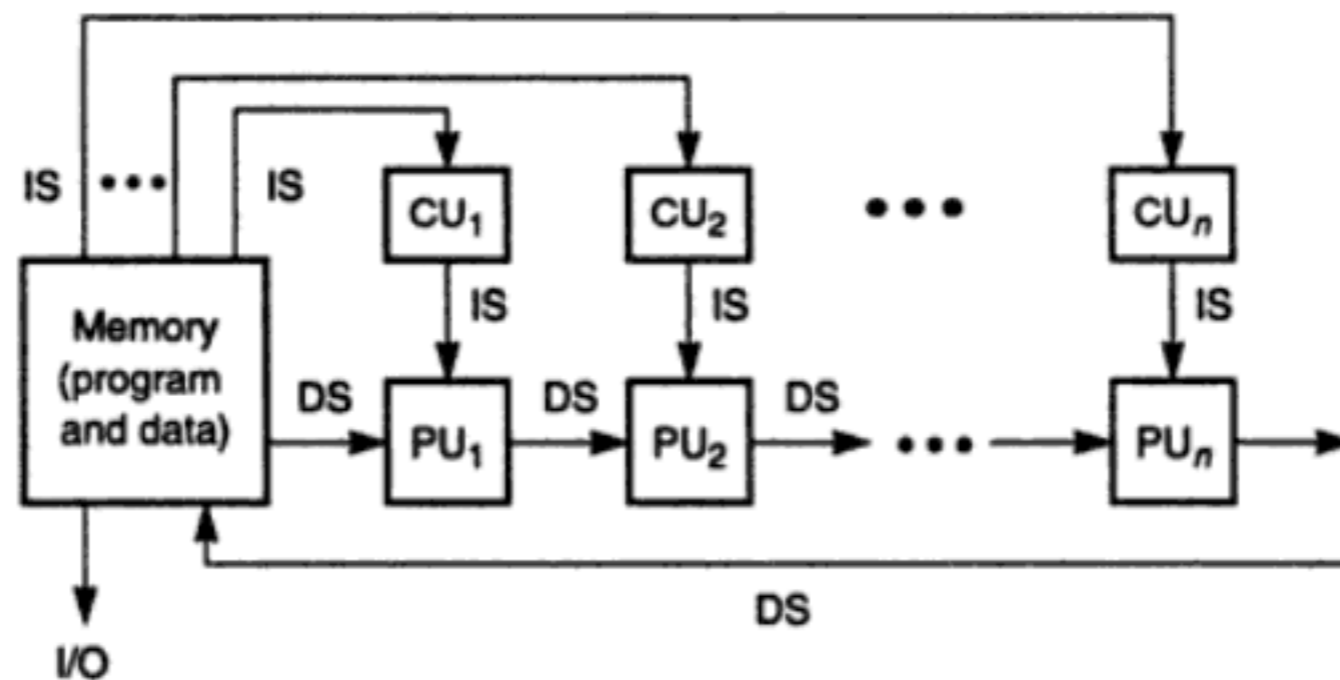 IS ••• IS
CU1 CU2 ••• CUn
IS IS IS
Memory
(program
and data)
DS DS DS
PU1 PU2 ••• PUn
DS
I/O